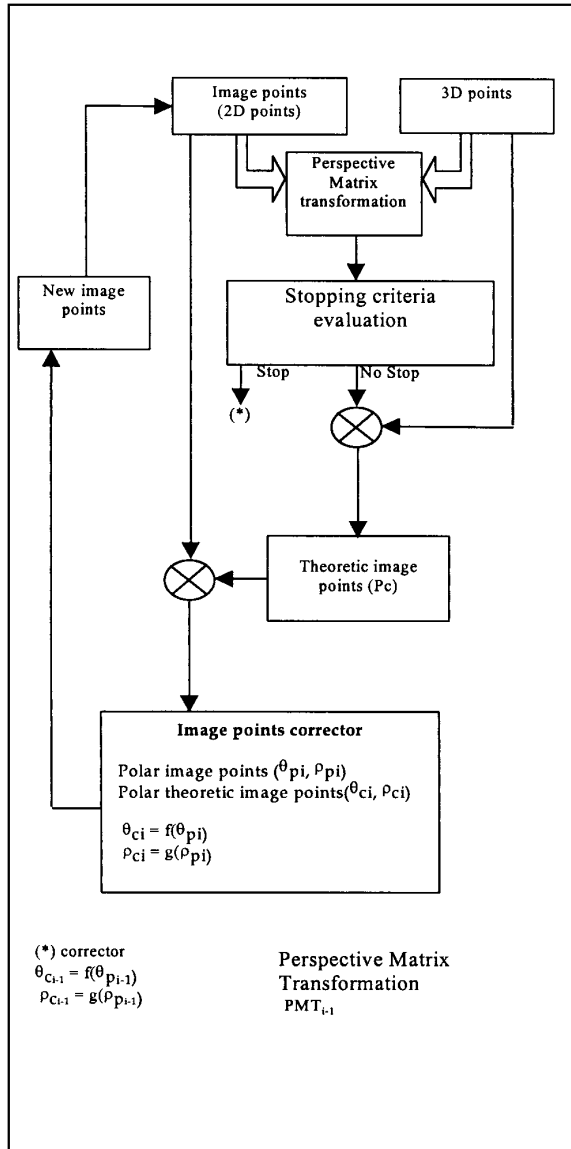 Image points
(2D points)
3D points
Perspective
Matrix
transformation
New image
points
Stopping criteria
evaluation
Stop
No Stop
(*)
Theoretic image
points (Pc)
Image points corrector
Polar image points (θpi, ρpi)
Polar theoretic image points(θci, ρci)
θci = f(θpi)
ρci = g(ρpi)
(*) corrector
θCi-1 = f(θpi-1)
ρCi-1 = g(ρpi-1)
Perspective Matrix
Transformation
PMTi-1